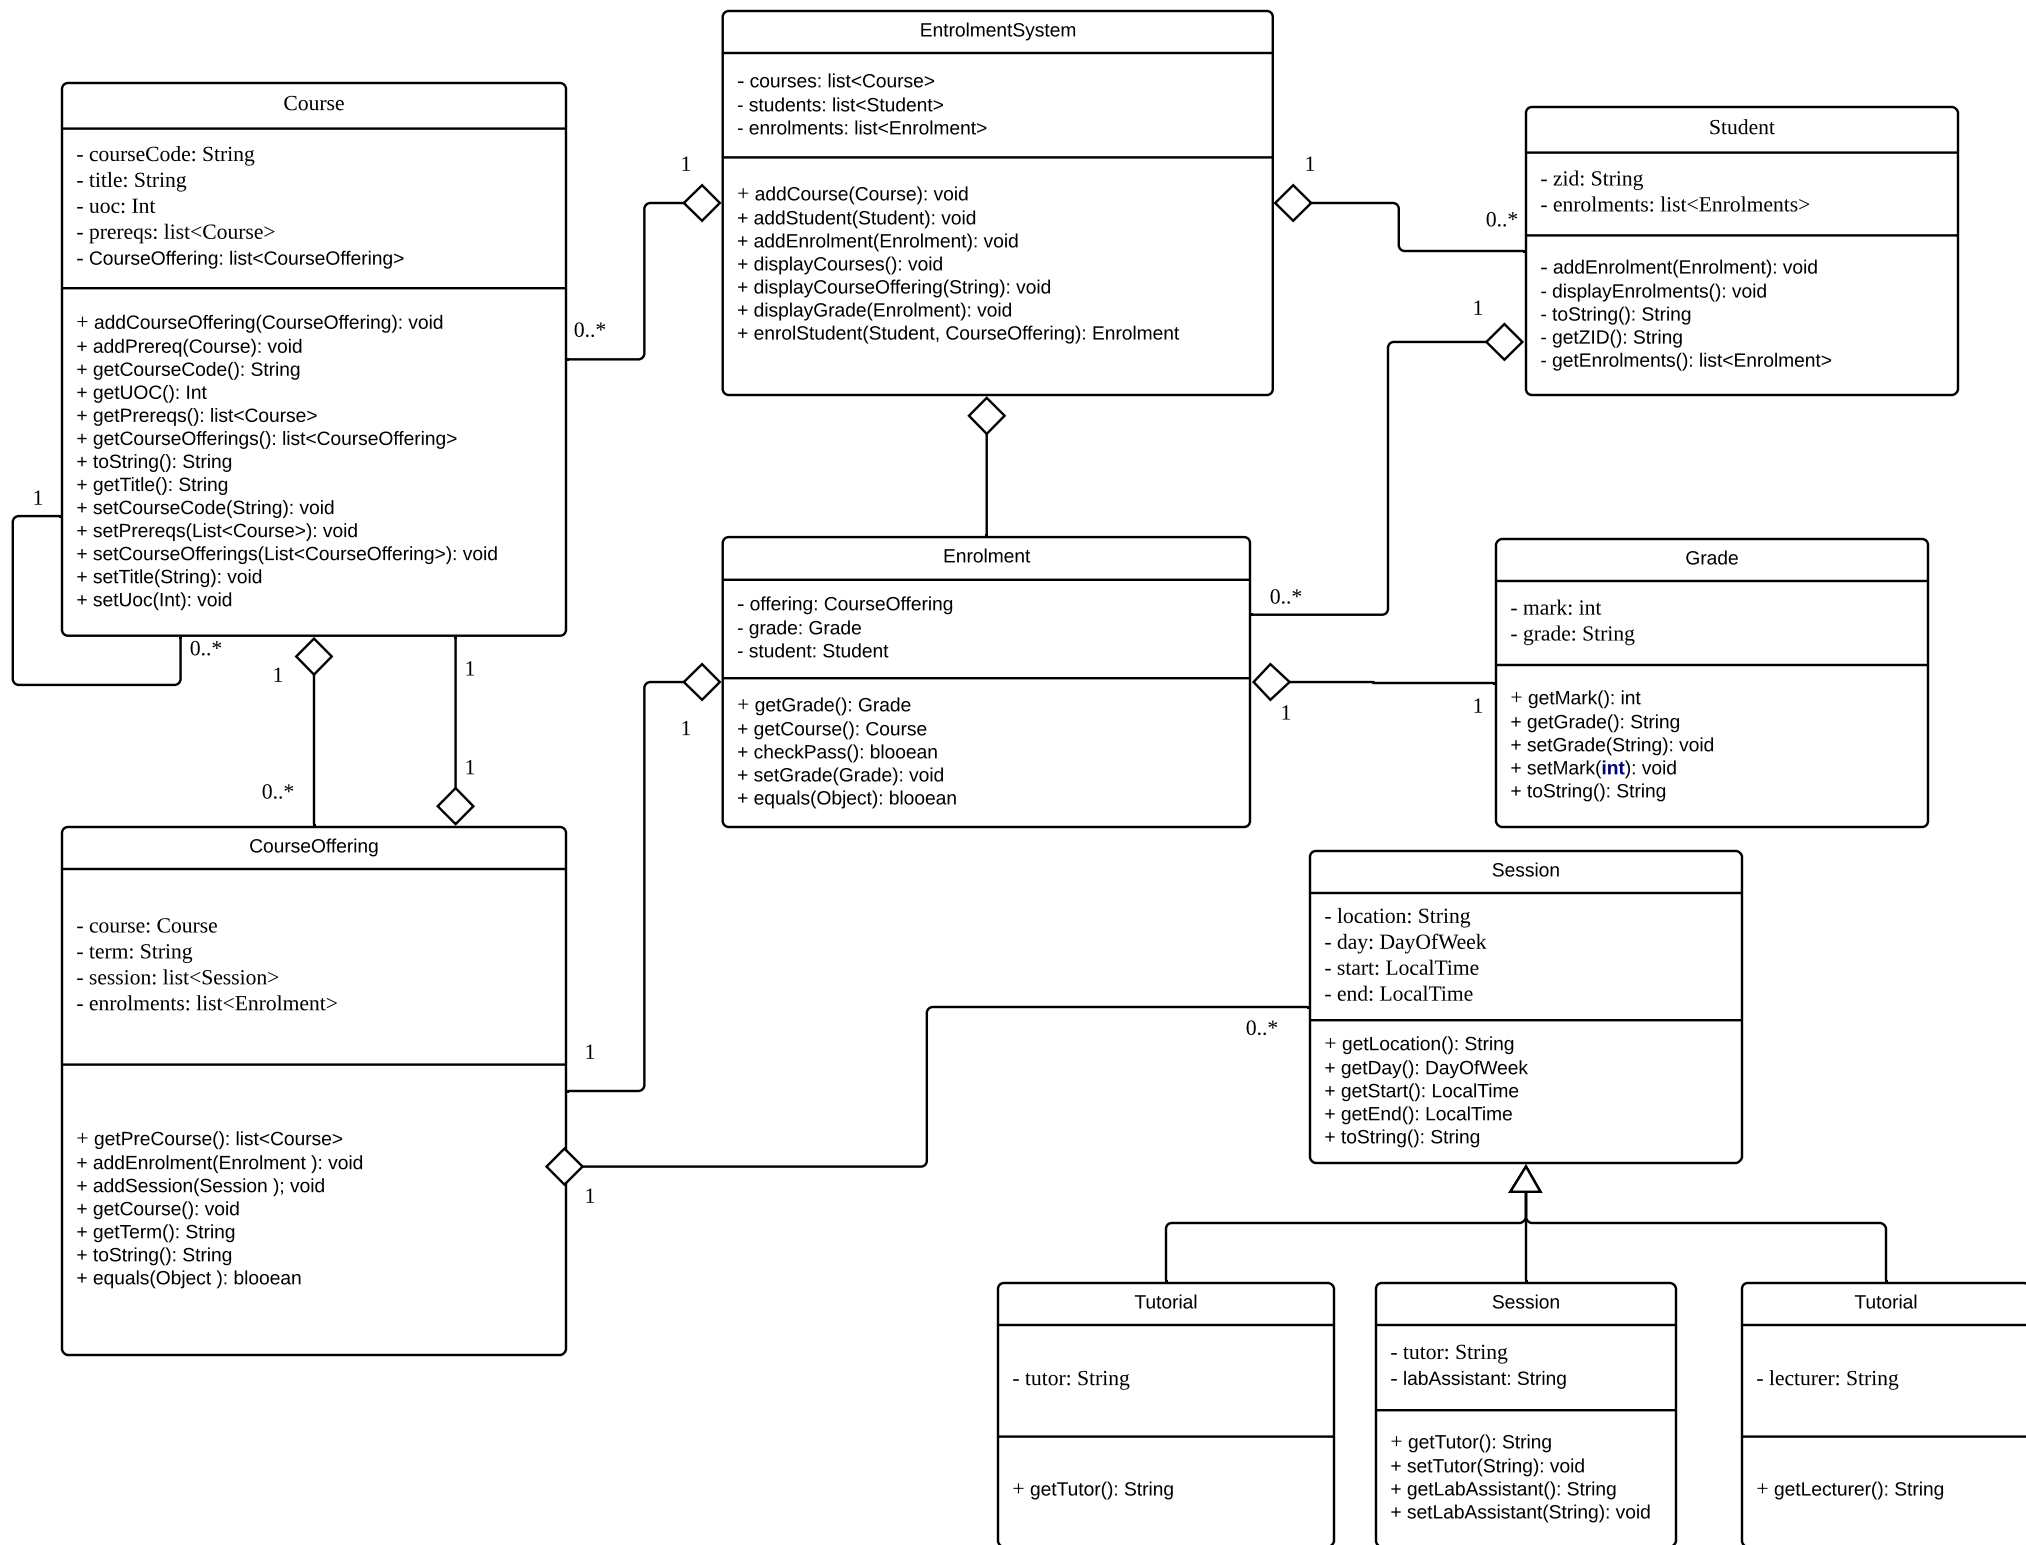 EntrolmentSystem
- courses: list<Course>
- students: list<Student>
- enrolments: list<Enrolment>
+ addCourse(Course): void
+ addStudent(Student): void
+ addEnrolment(Enrolment): void
+ displayCourses(): void
+ displayCourseOffering(String): void
+ displayGrade(Enrolment): void
+ enrolStudent(Student, CourseOffering): Enrolment
1
0..*
1
0..*
Course
- courseCode: String
- title: String
- uoc: Int
- prereqs: list<Course>
- CourseOffering: list<CourseOffering>
+ addCourseOffering(CourseOffering): void
+ addPrereq(Course): void
+ getCourseCode(): String
+ getUOC(): Int
+ getPrereqs(): list<Course>
+ getCourseOfferings(): list<CourseOffering>
+ toString(): String
+ getTitle(): String
+ setCourseCode(String): void
+ setPrereqs(List<Course>): void
+ setCourseOfferings(List<CourseOffering>): void
+ setTitle(String): void
+ setUoc(Int): void
1
0..*
1
0..*
1
1
Student
- zid: String
- enrolments: list<Enrolments>
- addEnrolment(Enrolment): void
- displayEnrolments(): void
- toString(): String
- getZID(): String
- getEnrolments(): list<Enrolment>
1
0..*
Enrolment
- offering: CourseOffering
- grade: Grade
- student: Student
+ getGrade(): Grade
+ getCourse(): Course
+ checkPass(): blooean
+ setGrade(Grade): void
+ equals(Object): blooean
1
1
1
1
Grade
- mark: int
- grade: String
+ getMark(): int
+ getGrade(): String
+ setGrade(String): void
+ setMark(int): void
+ toString(): String
CourseOffering
- course: Course
- term: String
- session: list<Session>
- enrolments: list<Enrolment>
+ getPreCourse(): list<Course>
+ addEnrolment(Enrolment ): void
+ addSession(Session ); void
+ getCourse(): void
+ getTerm(): String
+ toString(): String
+ equals(Object ): blooean
1
0..*
Session
- location: String
- day: DayOfWeek
- start: LocalTime
- end: LocalTime
+ getLocation(): String
+ getDay(): DayOfWeek
+ getStart(): LocalTime
+ getEnd(): LocalTime
+ toString(): String
Tutorial
- tutor: String
+ getTutor(): String
Session
- tutor: String
- labAssistant: String
+ getTutor(): String
+ setTutor(String): void
+ getLabAssistant(): String
+ setLabAssistant(String): void
Tutorial
- lecturer: String
+ getLecturer(): String